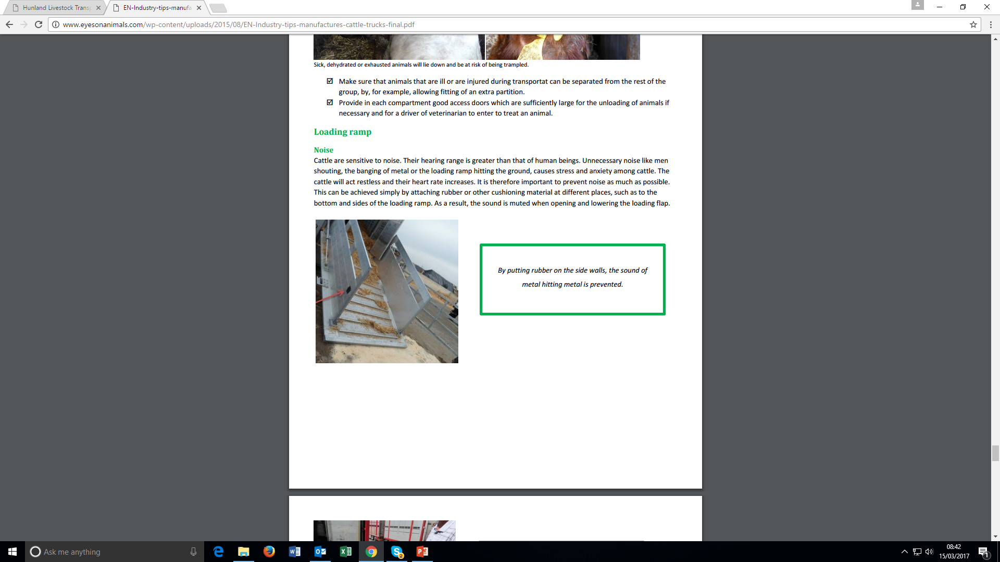 Hunland Livestock Trans
EN-Industry-tips-manufa
www.eyesonanimals.com/wp-content/uploads/2015/08/EN-Industry-tips-manufactures-cattle-trucks-final.pdf
Sick, dehydrated or exhausted animals will lie down and be at risk of being trampled.
Make sure that animals that are ill or are injured during transportat can be separated from the rest of the
group, by, for example, allowing fitting of an extra partition.
Provide in each compartment good access doors which are sufficiently large for the unloading of animals if
necessary and for a driver of veterinarian to enter to treat an animal.
Loading ramp
Noise
Cattle are sensitive to noise. Their hearing range is greater than that of human beings. Unnecessary noise like men
shouting, the banging of metal or the loading ramp hitting the ground, causes stress and anxiety among cattle. The
cattle will act restless and their heart rate increases. It is therefore important to prevent noise as much as possible.
This can be achieved simply by attaching rubber or other cushioning material at different places, such as to the
bottom and sides of the loading ramp. As a result, the sound is muted when opening and lowering the loading flap.
By putting rubber on the side walls, the sound of
metal hitting metal is prevented.
Ask me anything
2
08:42
15/03/2017
1